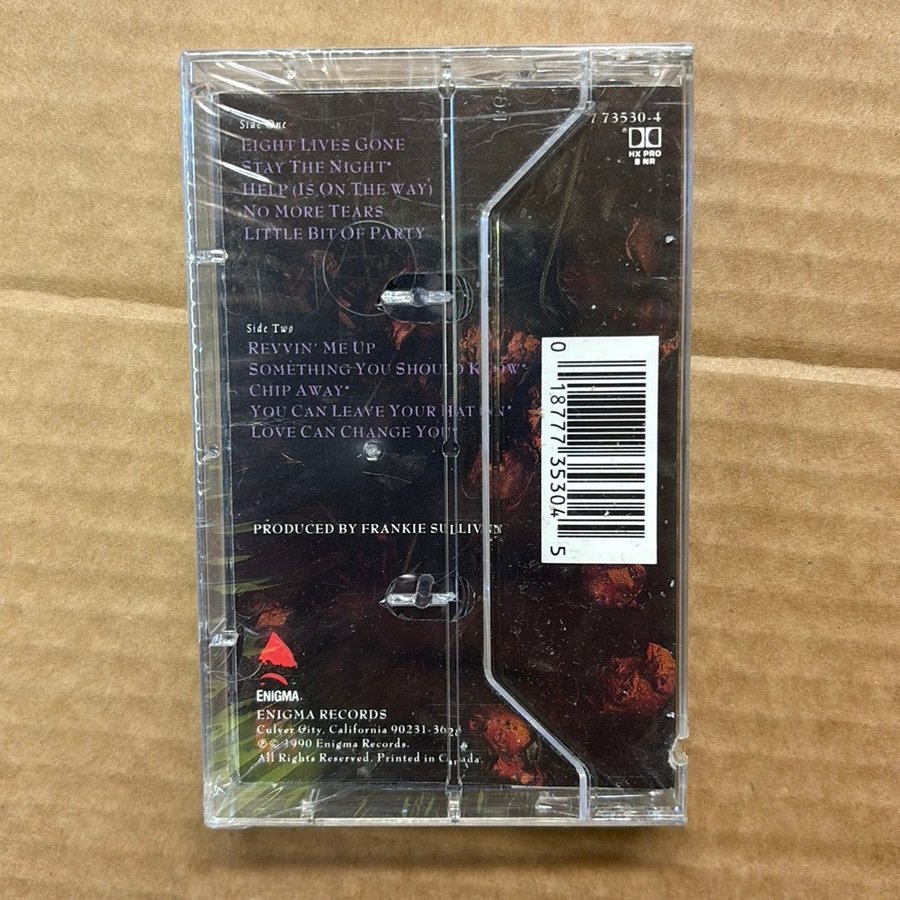 Side One
EIGHT LIVES GONE
STAY THE NIGHT*
HELP (IS ON THE WAY)
NO MORE TEARS
LITTLE BIT OF PARTY
Side Two
REVVIN' ME UP
SOMETHING YOU SHOULD KNOW*
CHIP AWAY*
YOU CAN LEAVE YOUR HAT ON*
LOVE CAN CHANGE YOU*
PRODUCED BY FRANKIE SULLIVAN
ENIGMA
ENIGMA RECORDS
Culver City, California 90231-3628
℗ © 1990 Enigma Records.
All Rights Reserved. Printed in Canada.
7 73530-4
HX PRO
B NR
0 18777 35304 5